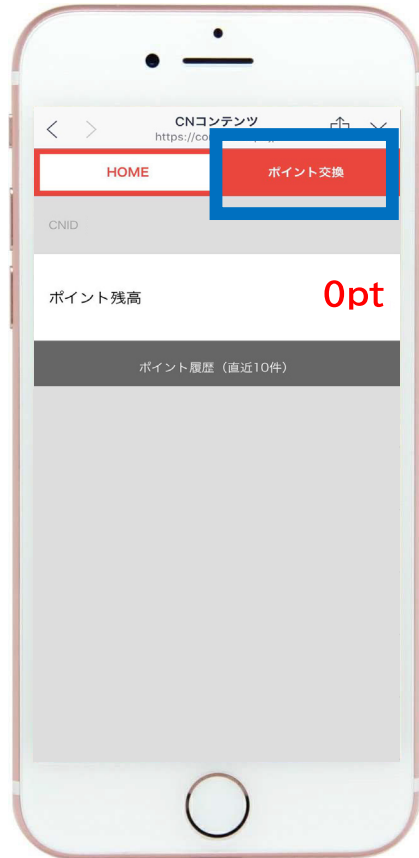 CNコンテンツ
https://co
HOME
ポイント交換
CNID
ポイント残高
0pt
ポイント履歴（直近10件）